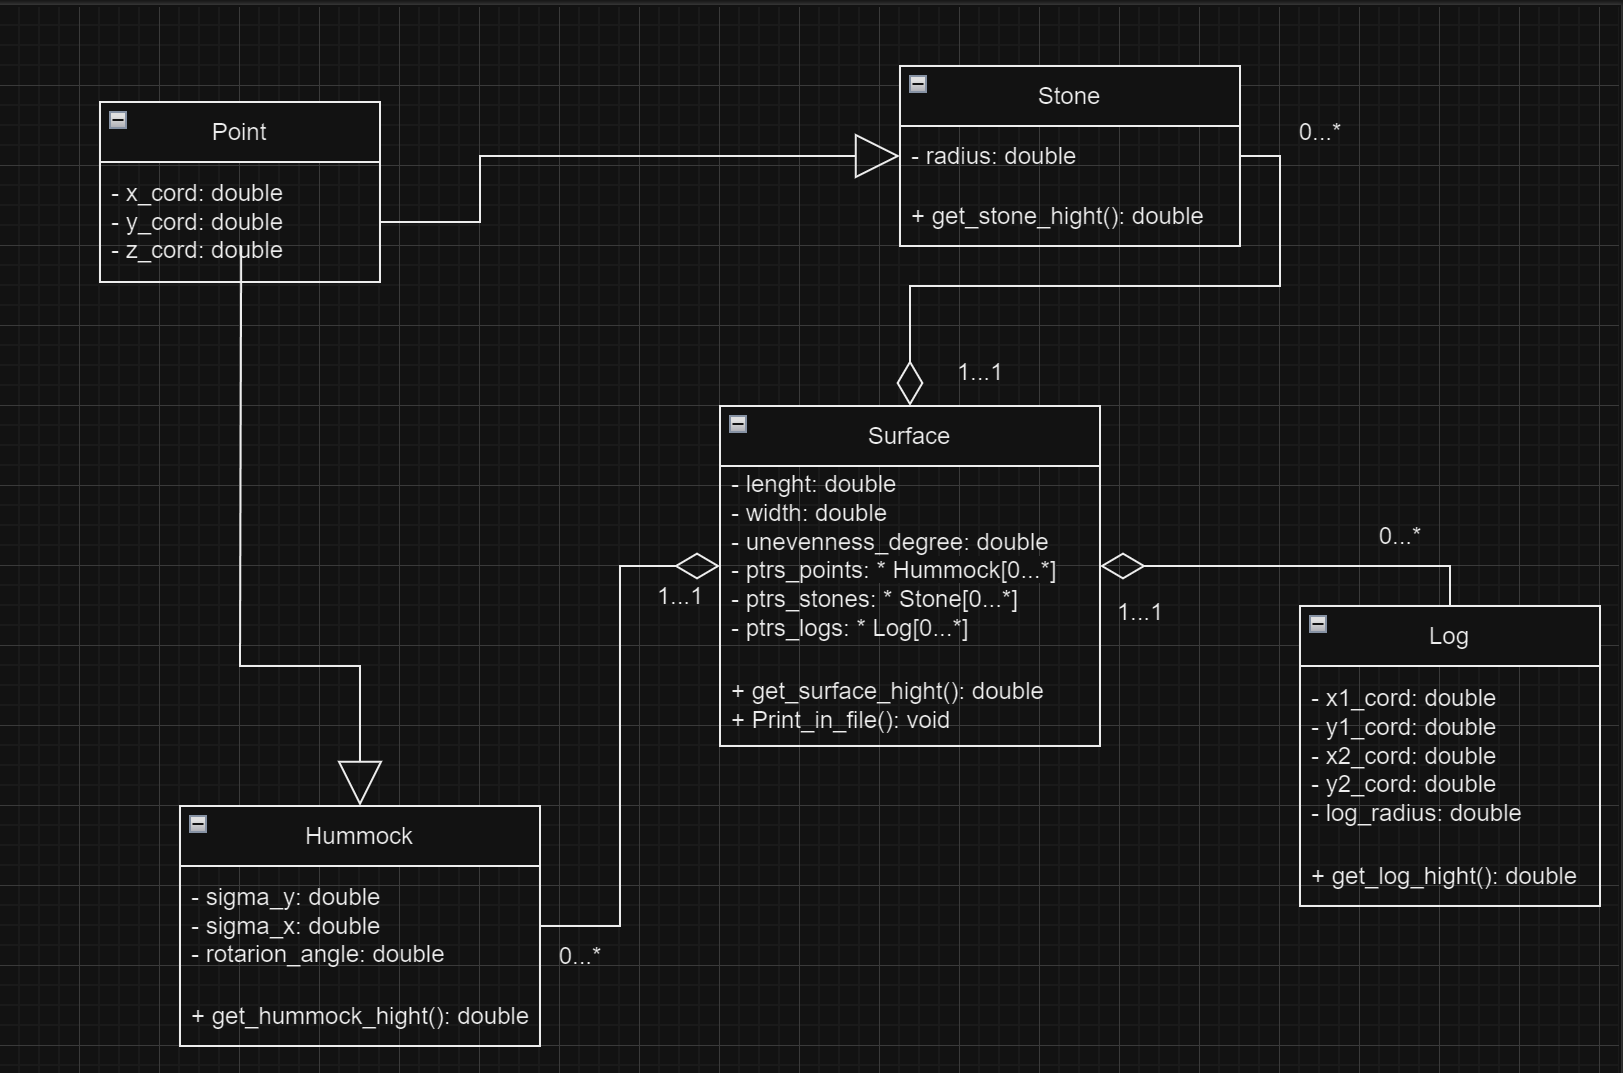 Point
- x_cord: double
- y_cord: double
- z_cord: double
Stone
- radius: double
+ get_stone_hight(): double
0...*
1...1
Surface
- lenght: double
- width: double
- unevenness_degree: double
- ptrs_points: * Hummock[0...*]
- ptrs_stones: * Stone[0...*]
- ptrs_logs: * Log[0...*]
+ get_surface_hight(): double
+ Print_in_file(): void
1...1
1...1
0...*
Log
- x1_cord: double
- y1_cord: double
- x2_cord: double
- y2_cord: double
- log_radius: double
+ get_log_hight(): double
Hummock
- sigma_y: double
- sigma_x: double
- rotarion_angle: double
+ get_hummock_hight(): double
0...*